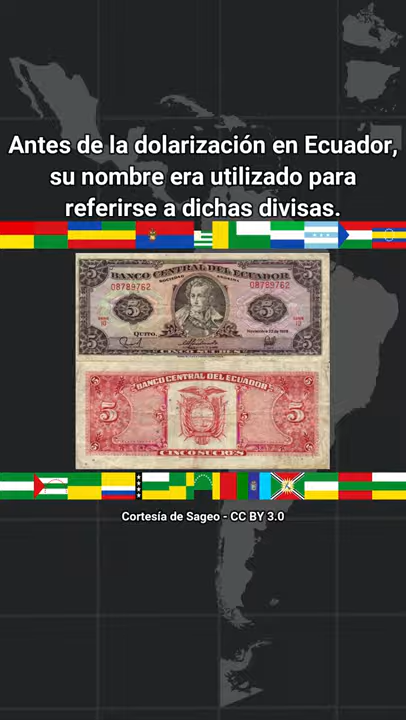 Antes de la dolarización en Ecuador,
su nombre era utilizado para
referirse a dichas divisas.
BANCO CENTRAL DEL ECUADOR
08789762
08789762
5
5
QUITO,
CINCO SUCRES
BANCO CENTRAL DEL ECUADOR
5
5
CINCO SUCRES
Cortesía de Sageo - CC BY 3.0